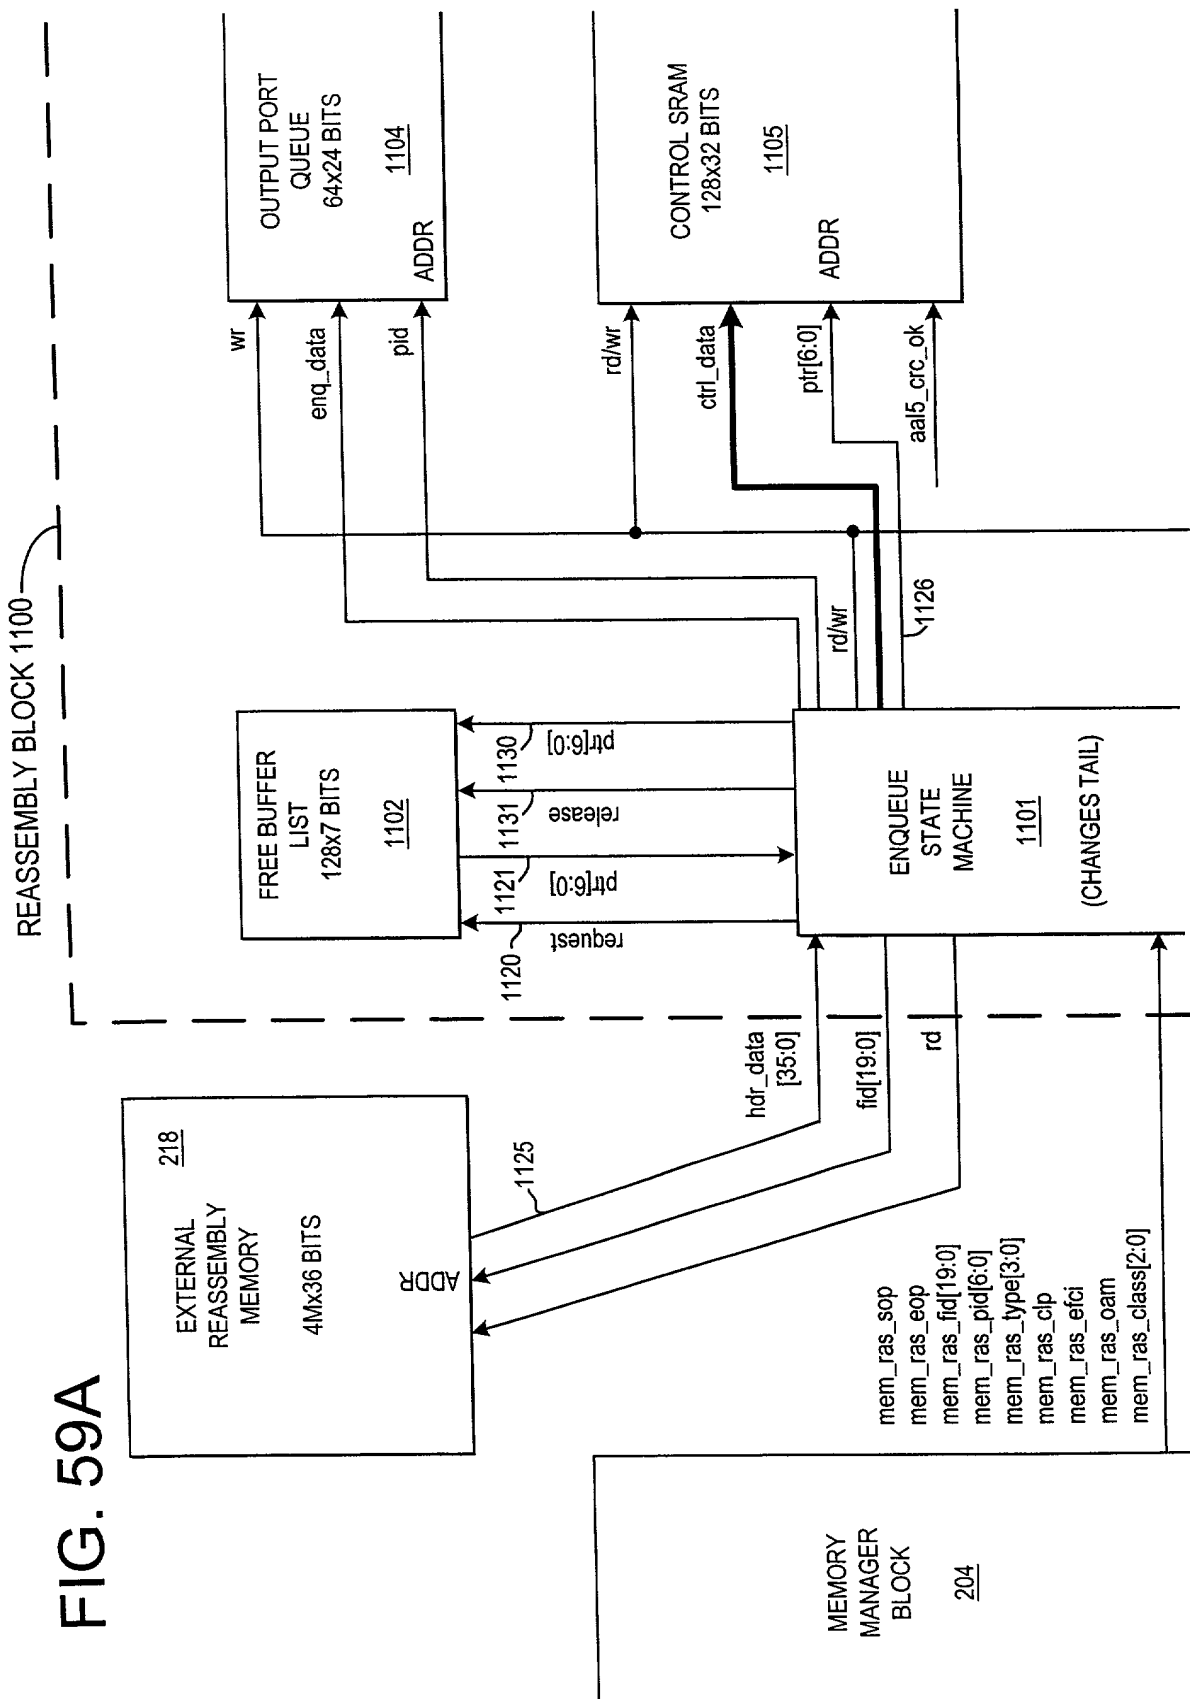 FIG. 59A
REASSEMBLY BLOCK 1100
EXTERNAL
REASSEMBLY
MEMORY
218
4Mx36 BITS
ADDR
1125
FREE BUFFER
LIST
128x7 BITS
1102
OUTPUT PORT
QUEUE
64x24 BITS
1104
ADDR
wr
enq_data
pid
1120
request
1121
ptr[6:0]
1131
release
1130
ptr[6:0]
CONTROL SRAM
128x32 BITS
1105
ADDR
rd/wr
ctrl_data
ptr[6:0]
aal5_crc_ok
hdr_data
[35:0]
fid[19:0]
rd
rd/wr
1126
ENQUEUE
STATE
MACHINE
1101
(CHANGES TAIL)
MEMORY
MANAGER
BLOCK
204
mem_ras_sop
mem_ras_eop
mem_ras_fid[19:0]
mem_ras_pid[6:0]
mem_ras_type[3:0]
mem_ras_clp
mem_ras_efci
mem_ras_oam
mem_ras_class[2:0]